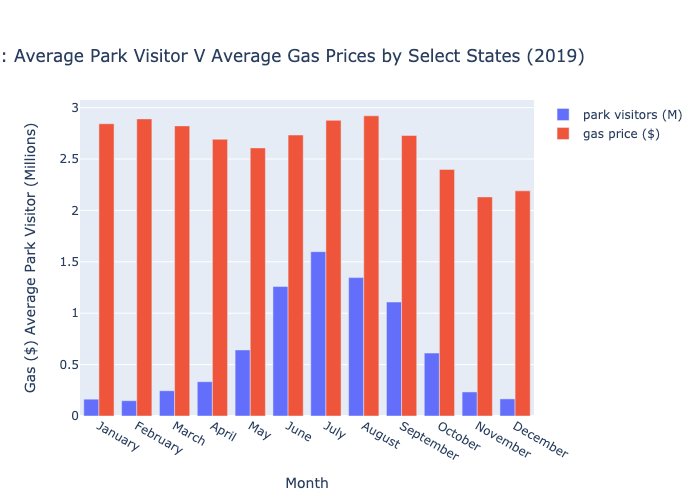 : Average Park Visitor V Average Gas Prices by Select States (2019)
park visitors (M)
gas price ($)
Gas ($) Average Park Visitor (Millions)
3
2.5
2
1.5
1
0.5
0
January
February
March
April
May
June
July
August
September
October
November
December
Month